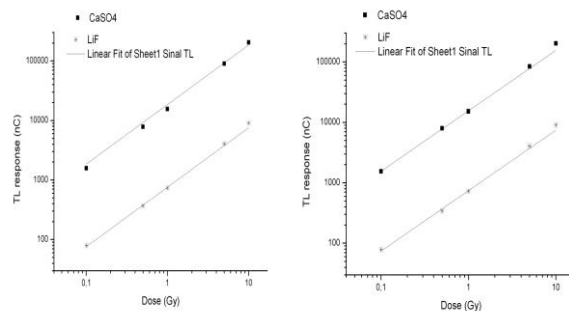 CaSO4
LiF
Linear Fit of Sheet1 Sinal TL
100000
10000
1000
100
TL response (nC)
0,1
1
10
Dose (Gy)
CaSO4
LiF
Linear Fit of Sheet1 Sinal TL
100000
10000
1000
100
TL response (nC)
0,1
1
10
Dose (Gy)